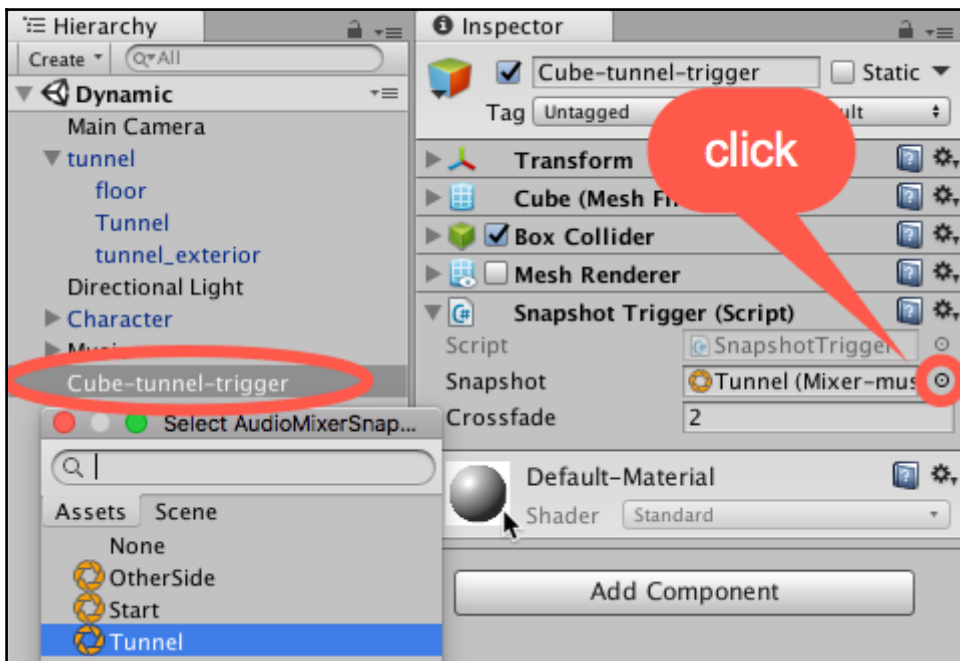 Hierarchy
Create
All
Dynamic
Main Camera
tunnel
floor
Tunnel
tunnel_exterior
Directional Light
Character
Cube-tunnel-trigger
Select AudioMixerSnap...
Assets Scene
None
OtherSide
Start
Tunnel
Inspector
Cube-tunnel-trigger Static
Tag Untagged
click
Transform
Cube (Mesh
Box Collider
Mesh Renderer
Snapshot Trigger (Script)
Script SnapshotTrigger
Snapshot Tunnel (Mixer-mus
Crossfade 2
Default-Material
Shader Standard
Add Component